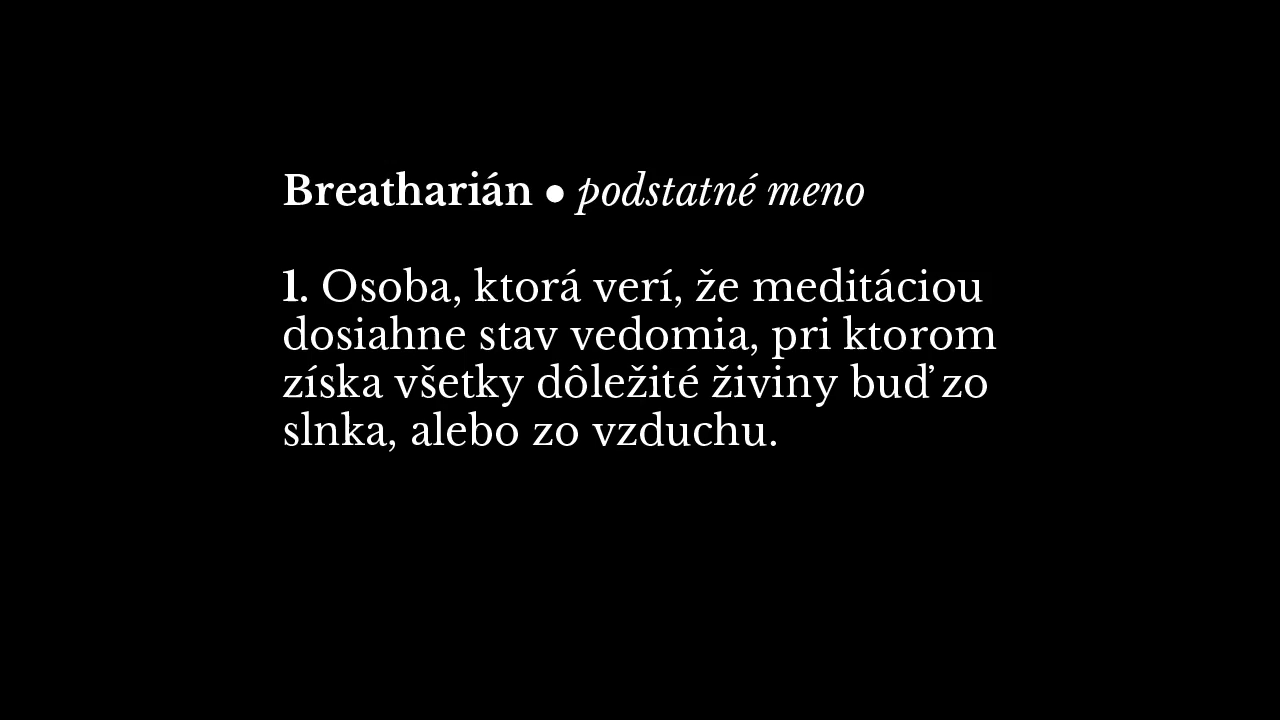 Breatharián ● podstatné meno
1. Osoba, ktorá verí, že meditáciou
dosiahne stav vedomia, pri ktorom
získa všetky dôležité živiny buď zo
slnka, alebo zo vzduchu.